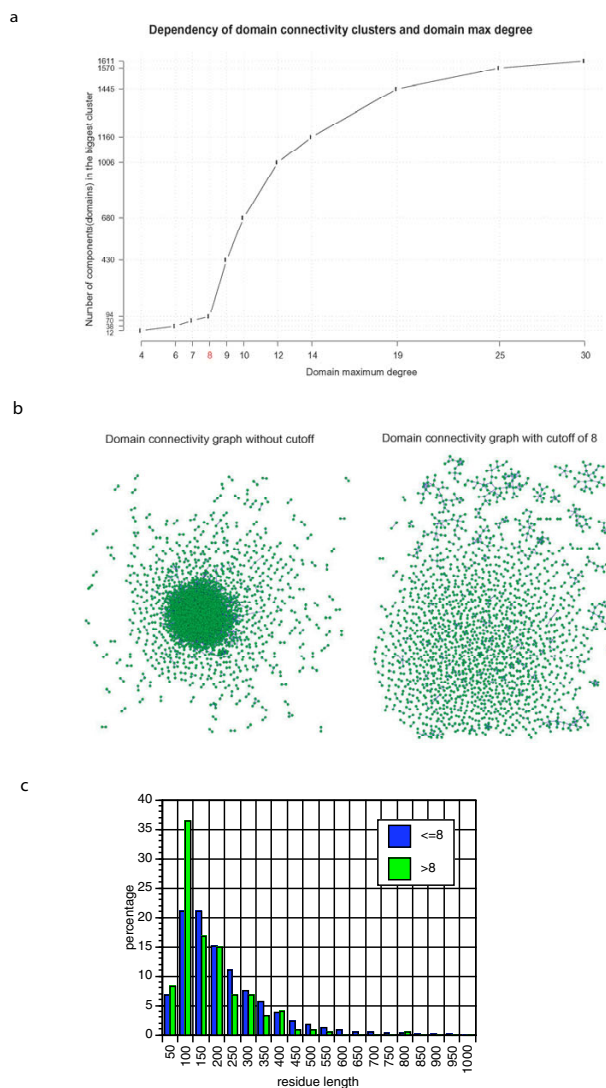 a
Dependency of domain connectivity clusters and domain max degree
Number of components(domains) in the biggest cluster
1611
1570
1445
1160
1006
680
430
94
70
38
12
4 6 7 8 9 10 12 14 19 25 30
Domain maximum degree
b
Domain connectivity graph without cutoff
Domain connectivity graph with cutoff of 8
c
percentage
40
35
30
25
20
15
10
5
0
<=8
>8
50 100 150 200 250 300 350 400 450 500 550 600 650 700 750 800 850 900 950 1000
residue length